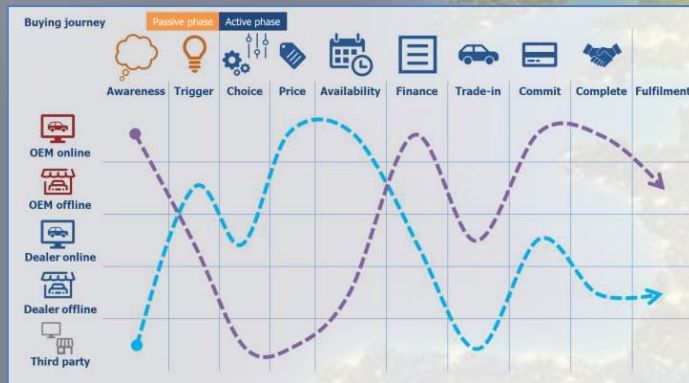 Buying journey
Passive phase
Active phase
Awareness
Trigger
Choice
Price
Availability
Finance
Trade-in
Commit
Complete
Fulfilment
OEM online
OEM offline
Dealer online
Dealer offline
Third party